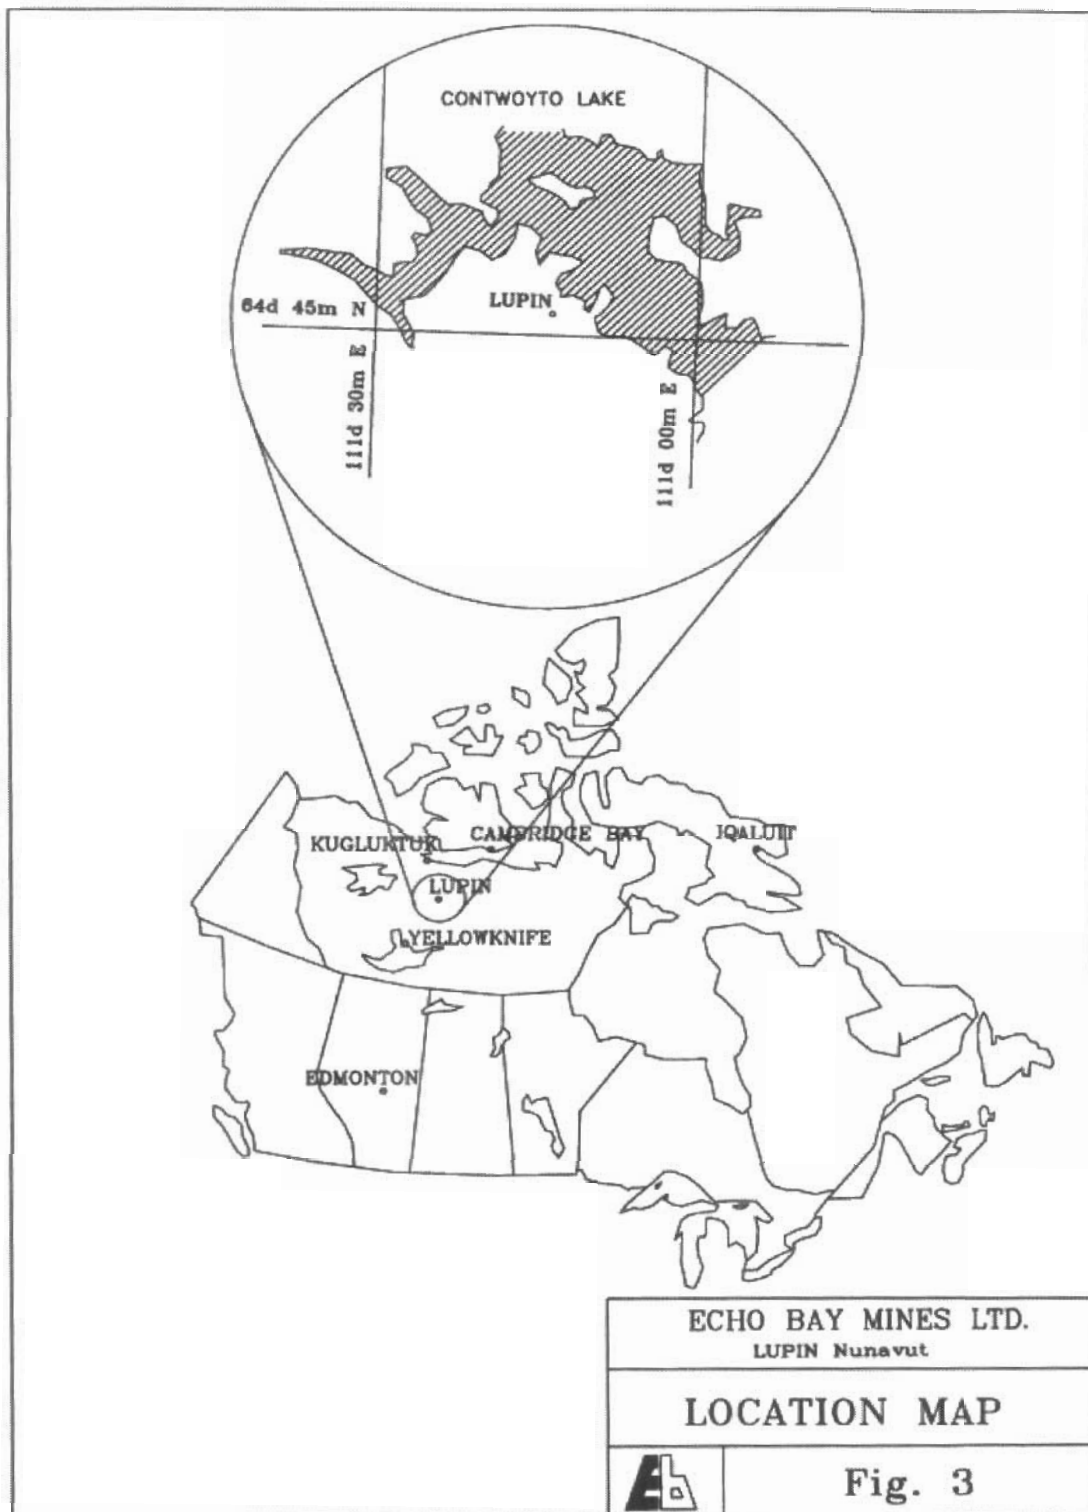 CONTWOYTO LAKE
LUPIN
64d 45m N
111d 30m E
111d 00m E
KUGLUKTUK
CAMBRIDGE BAY
IQALUIT
LUPIN
YELLOWKNIFE
EDMONTON
ECHO BAY MINES LTD.
LUPIN Nunavut
LOCATION MAP
Eb
Fig. 3